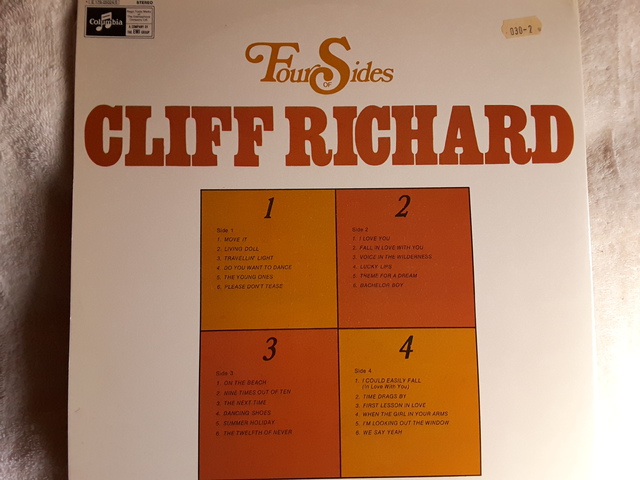 STEREO
Columbia
THE EMI GROUP
030-2
Four
OF
Sides
CLIFF RICHARD
1
Side 1
1. MOVE IT
2. LIVING DOLL
3. TRAVELLIN' LIGHT
4. DO YOU WANT TO DANCE
5. THE YOUNG ONES
6. PLEASE DON'T TEASE
2
Side 2
1. I LOVE YOU
2. FALL IN LOVE WITH YOU
3. VOICE IN THE WILDERNESS
4. LUCKY LIPS
5. THEME FOR A DREAM
6. BACHELOR BOY
3
Side 3
1. ON THE BEACH
2. NINE TIMES OUT OF TEN
3. THE NEXT TIME
4. DANCING SHOES
5. SUMMER HOLIDAY
6. THE TWELFTH OF NEVER
4
Side 4
1. I COULD EASILY FALL
(In Love With You)
2. TIME DRAGS BY
3. FIRST LESSON IN LOVE
4. WHEN THE GIRL IN YOUR ARMS
5. I'M LOOKING OUT THE WINDOW
6. WE SAY YEAH